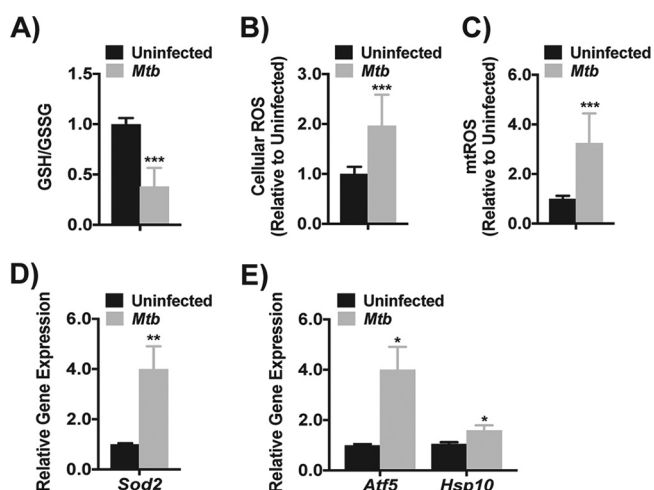 A)
Uninfected
Mtb
GSH/GSSG
1.5
1.0
0.5
0.0
***
B)
Uninfected
Mtb
Cellular ROS
(Relative to Uninfected)
3.0
2.0
1.0
0.0
***
C)
Uninfected
Mtb
mtROS
(Relative to Uninfected)
6.0
4.0
2.0
0.0
***
D)
Uninfected
Mtb
Relative Gene Expression
6.0
4.0
2.0
0.0
**
Sod2
E)
Uninfected
Mtb
Relative Gene Expression
6.0
4.0
2.0
0.0
*
*
Atf5 Hsp10